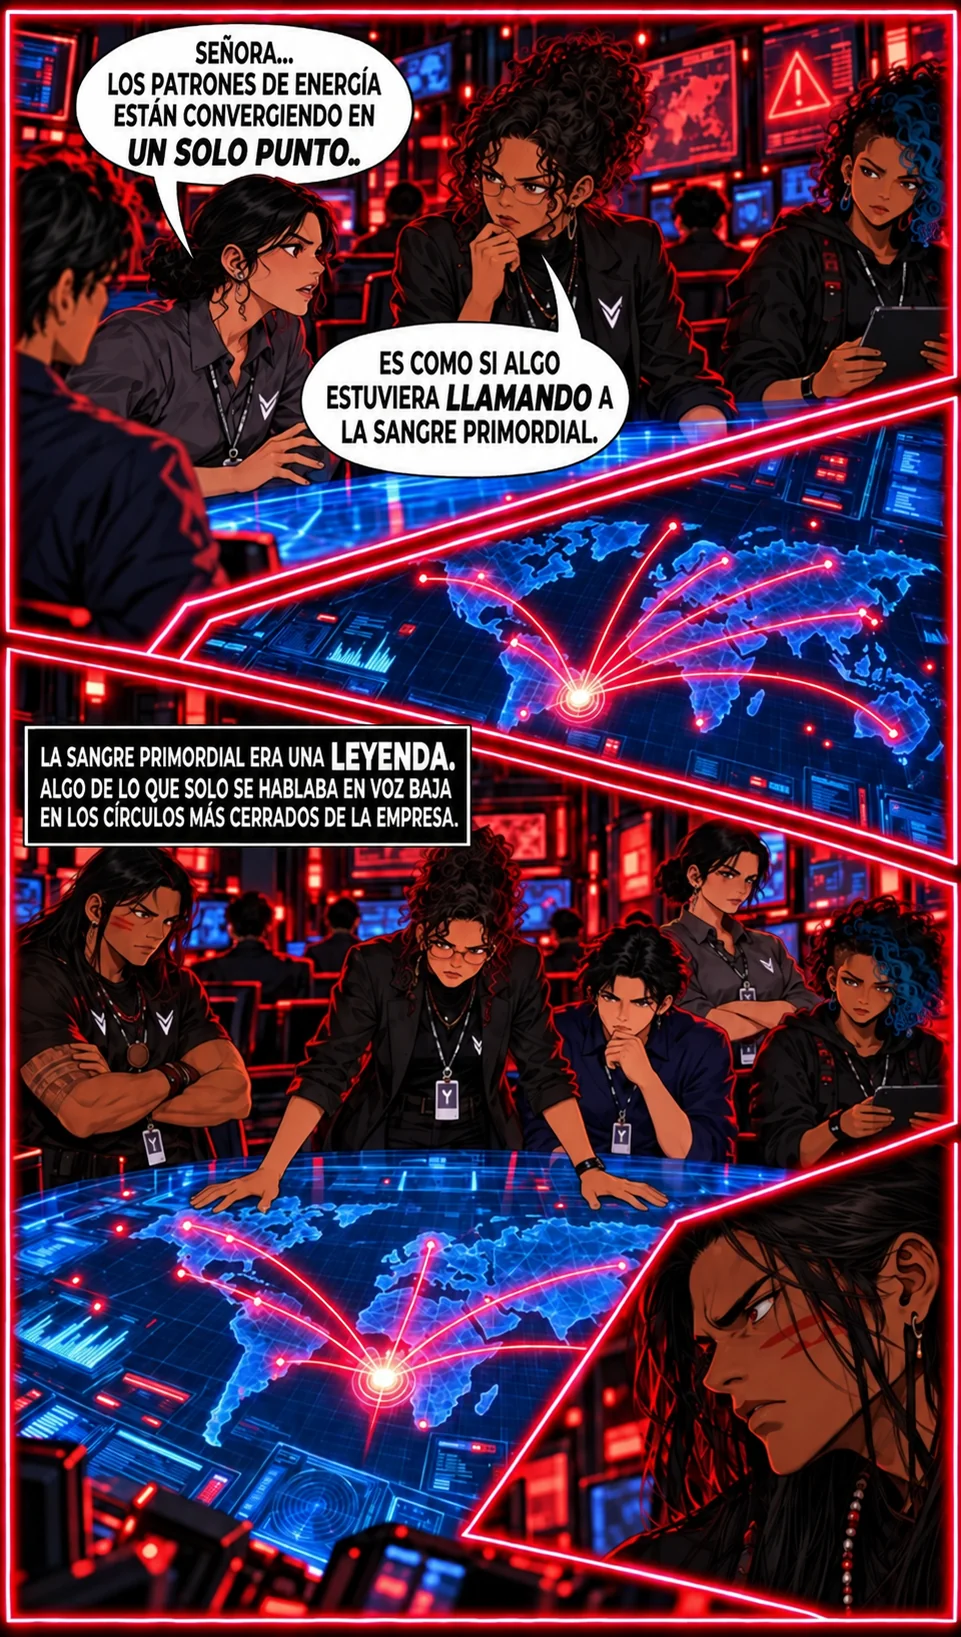 SEÑORA...
LOS PATRONES DE ENERGÍA
ESTÁN CONVERGIENDO EN
UN SOLO PUNTO..
ES COMO SI ALGO
ESTUVIERA LLAMANDO A
LA SANGRE PRIMORDIAL.
LA SANGRE PRIMORDIAL ERA UNA LEYENDA.
ALGO DE LO QUE SOLO SE HABLABA EN VOZ BAJA
EN LOS CÍRCULOS MÁS CERRADOS DE LA EMPRESA.
Y
Y
Y